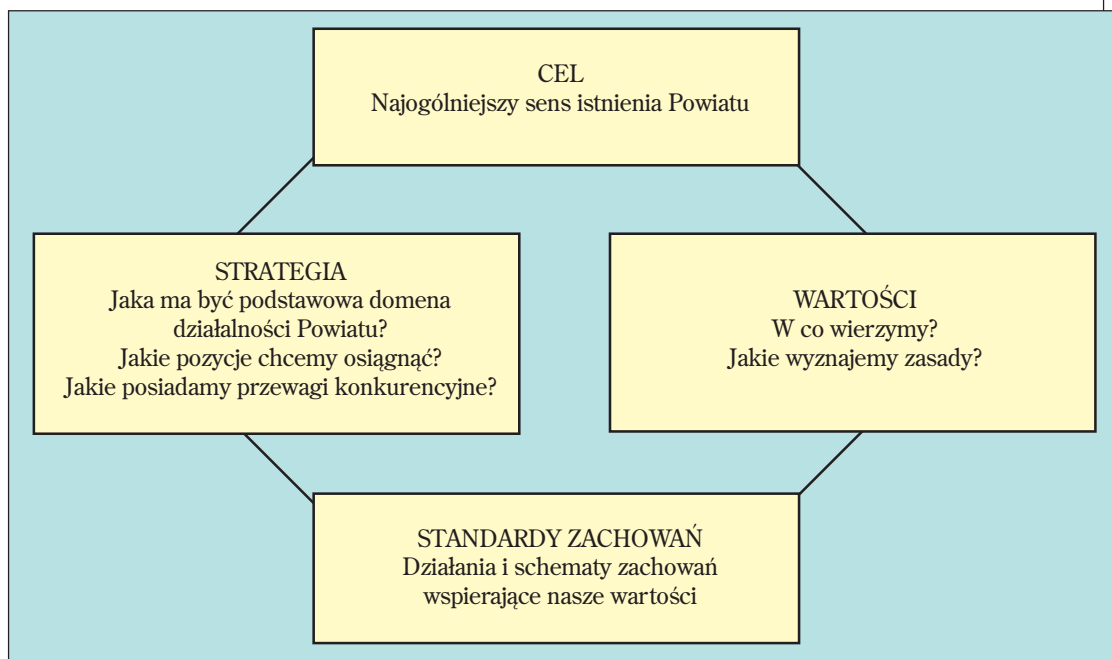 CEL
Najogólniejszy sens istnienia Powiatu
STRATEGIA
Jaka ma być podstawowa domena
działalności Powiatu?
Jakie pozycje chcemy osiągnąć?
Jakie posiadamy przewagi konkurencyjne?
WARTOŚCI
W co wierzymy?
Jakie wyznajemy zasady?
STANDARDY ZACHOWAŃ
Działania i schematy zachowań
wspierające nasze wartości